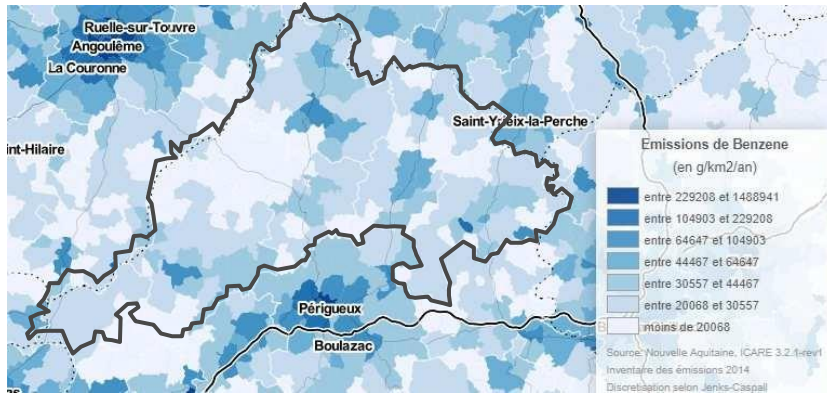 Ruelle-sur-Touvre
Angoulême
La Couronne
Saint-Yrieix-la-Perche
int-Hilaire
Périgueux
Boulazac
as
Emissions de Benzene
(en g/km2/an)
entre 229208 et 1488941
entre 104903 et 229208
entre 64647 et 104903
entre 44467 et 64647
entre 30557 et 44467
entre 20068 et 30557
moins de 20068
Source: Nouvelle Aquitaine, ICARE 3.2.1-rev1
Inventaire des émissions 2014
Discretisation selon Jenks-Caspall